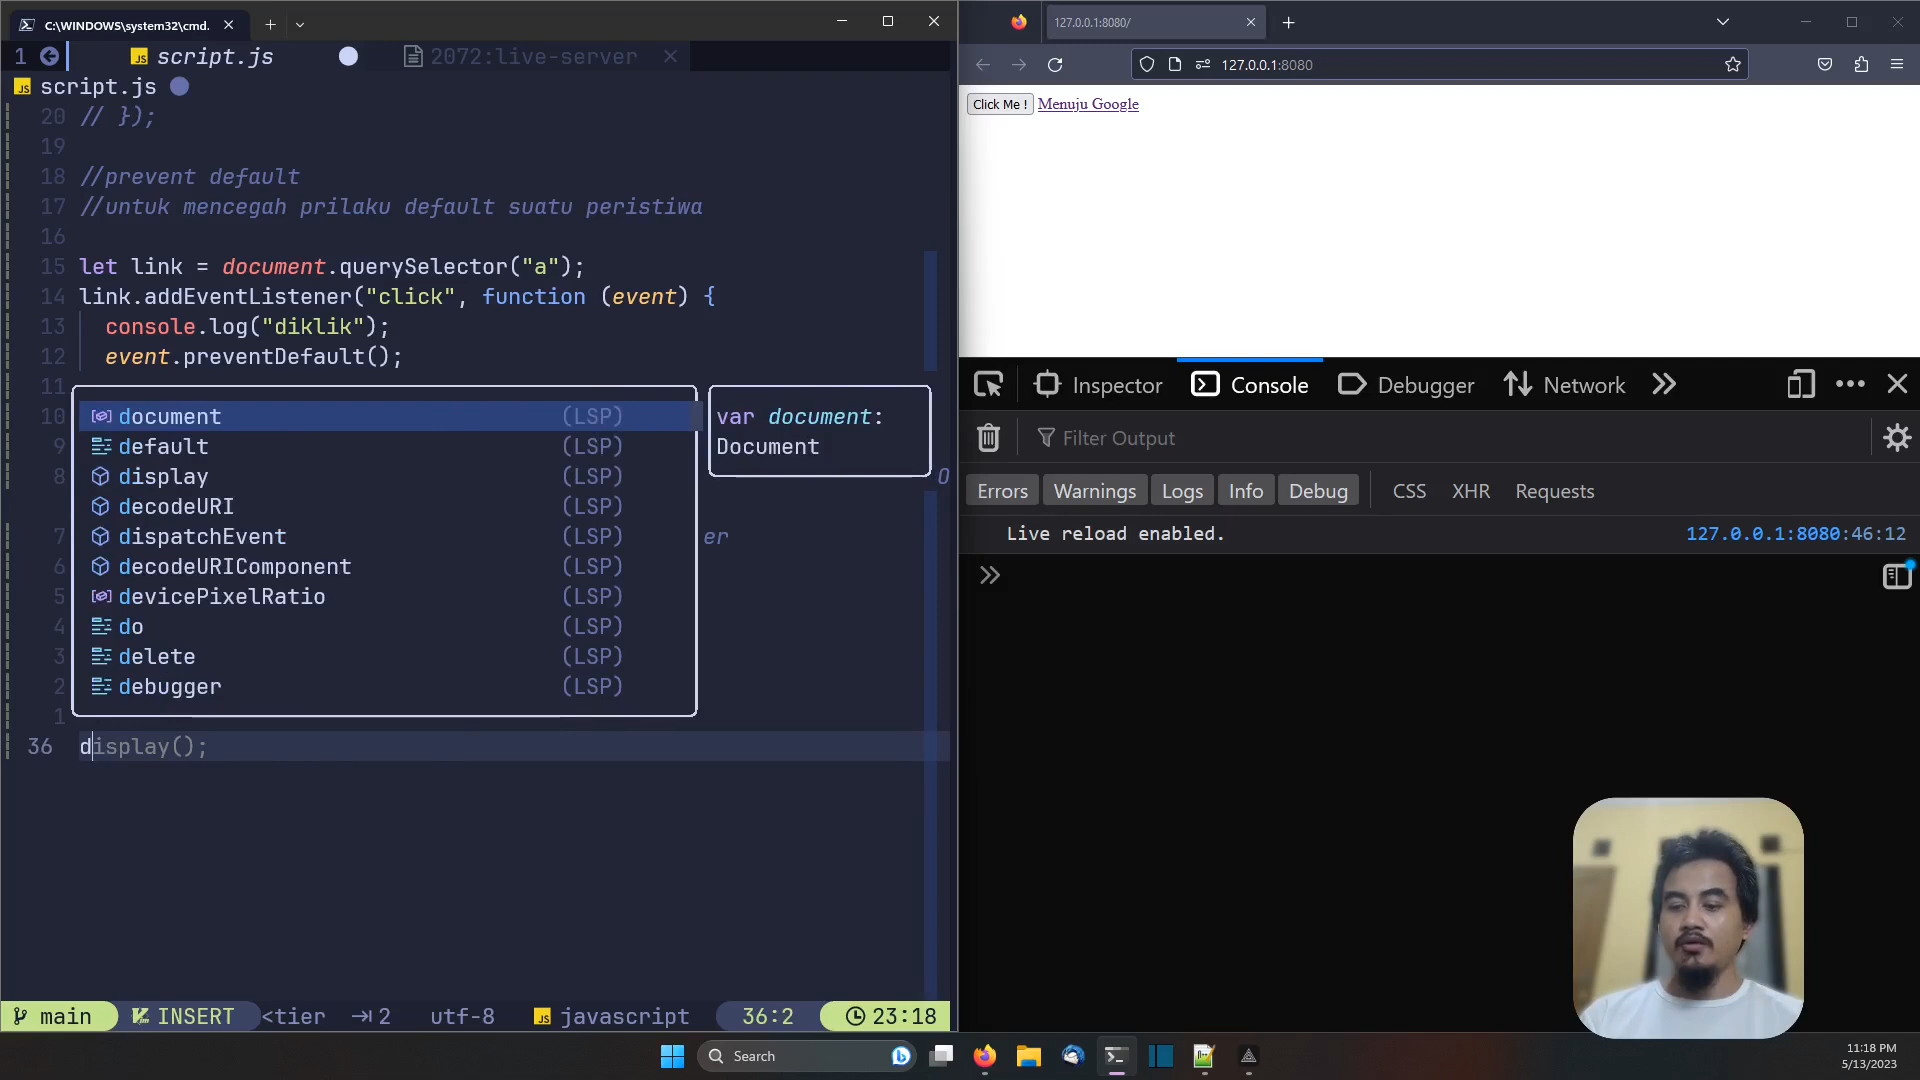 C:\WINDOWS\system32\cmd.
1 script.js 2072:live-server
script.js
20 // });
19
18 //prevent default
17 //untuk mencegah prilaku default suatu peristiwa
16
15 let link = document.querySelector("a");
14 link.addEventListener("click", function (event) {
13 console.log("diklik");
12 event.preventDefault();
11
10 document (LSP) var document:
9 default (LSP) Document
8 display (LSP)
decodeURI (LSP)
7 dispatchEvent (LSP) er
6 decodeURIComponent (LSP)
5 devicePixelRatio (LSP)
4 do (LSP)
3 delete (LSP)
2 debugger (LSP)
1
36 display();
main INSERT <tier 2 utf-8 javascript 36:2 23:18
127.0.0.1:8080/
127.0.0.1:8080
Click Me ! Menuju Google
Inspector Console Debugger Network
Filter Output
Errors Warnings Logs Info Debug CSS XHR Requests
Live reload enabled. 127.0.0.1:8080:46:12
Search
11:18 PM
5/13/2023